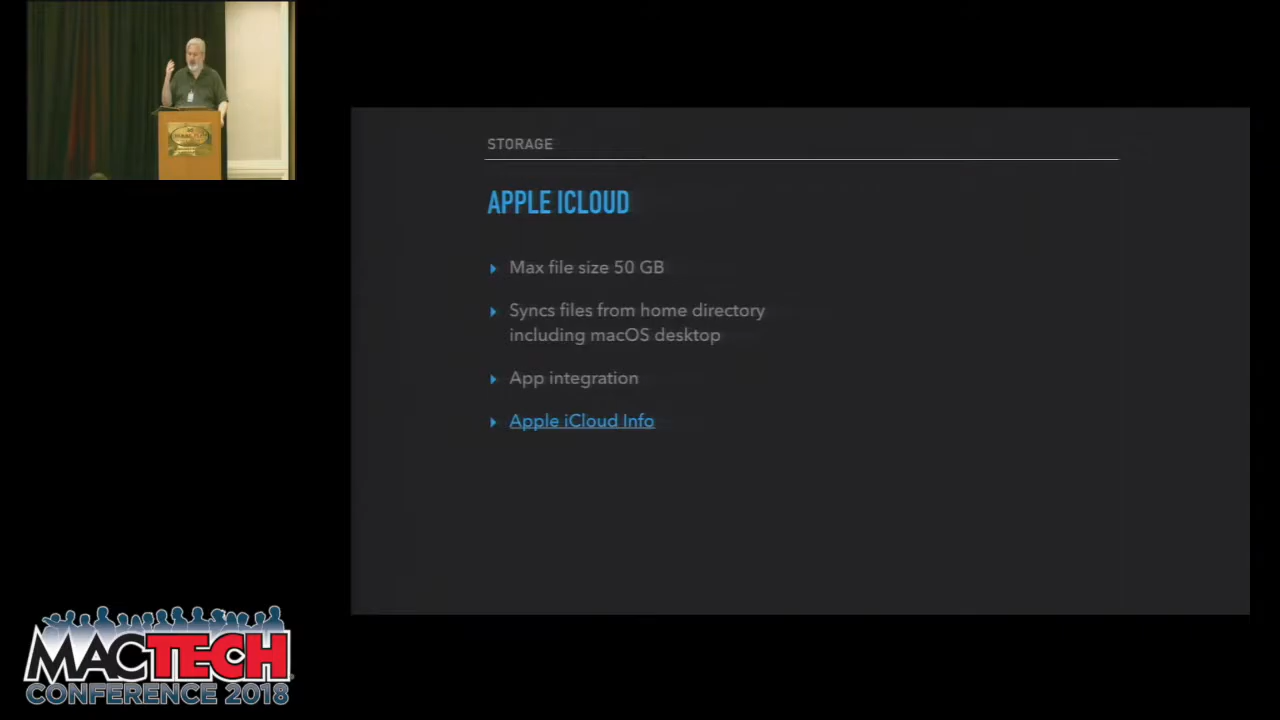 STORAGE
APPLE ICLOUD
Max file size 50 GB
Syncs files from home directory
including macOS desktop
App integration
Apple iCloud Info
MACTECH
CONFERENCE 2018